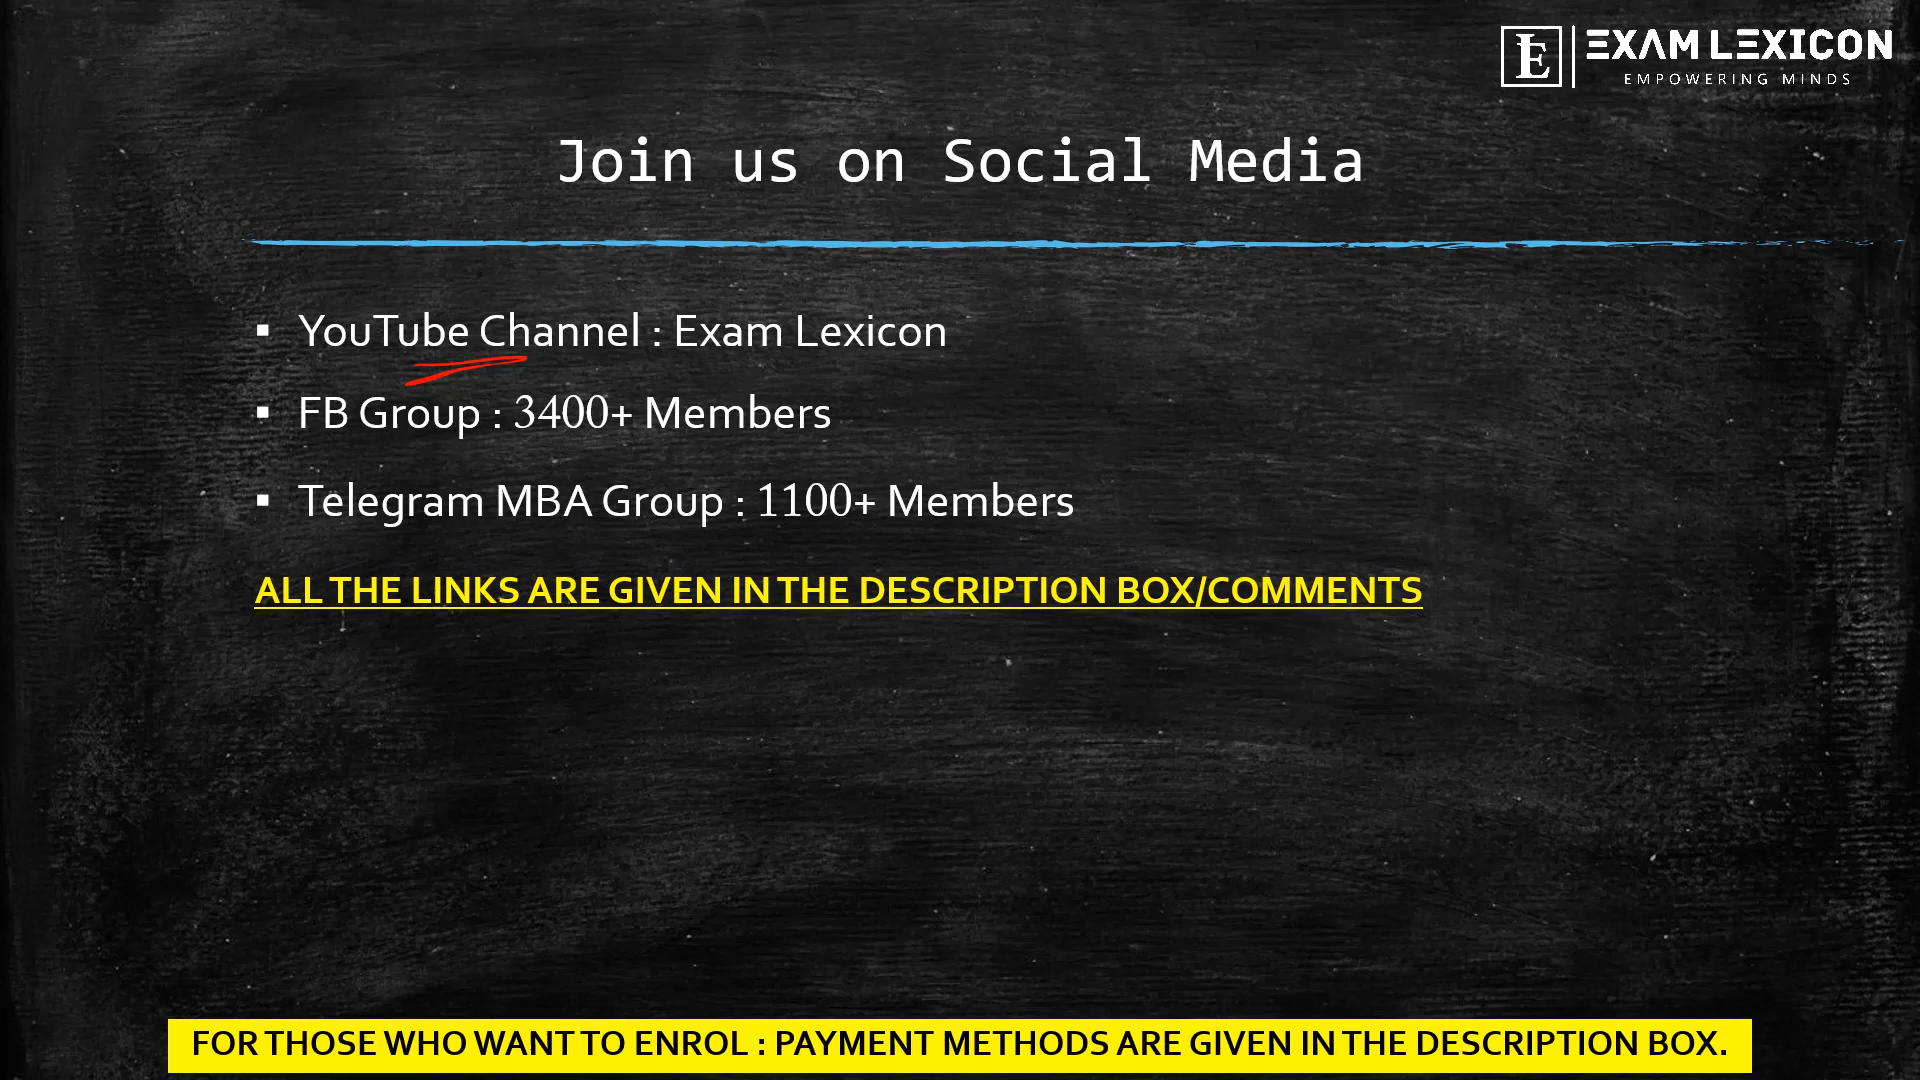 LE EXAM LEXICON
EMPOWERING MINDS
Join us on Social Media
▪ YouTube Channel : Exam Lexicon
▪ FB Group : 3400+ Members
▪ Telegram MBA Group : 1100+ Members
ALL THE LINKS ARE GIVEN IN THE DESCRIPTION BOX/COMMENTS
FOR THOSE WHO WANT TO ENROL : PAYMENT METHODS ARE GIVEN IN THE DESCRIPTION BOX.